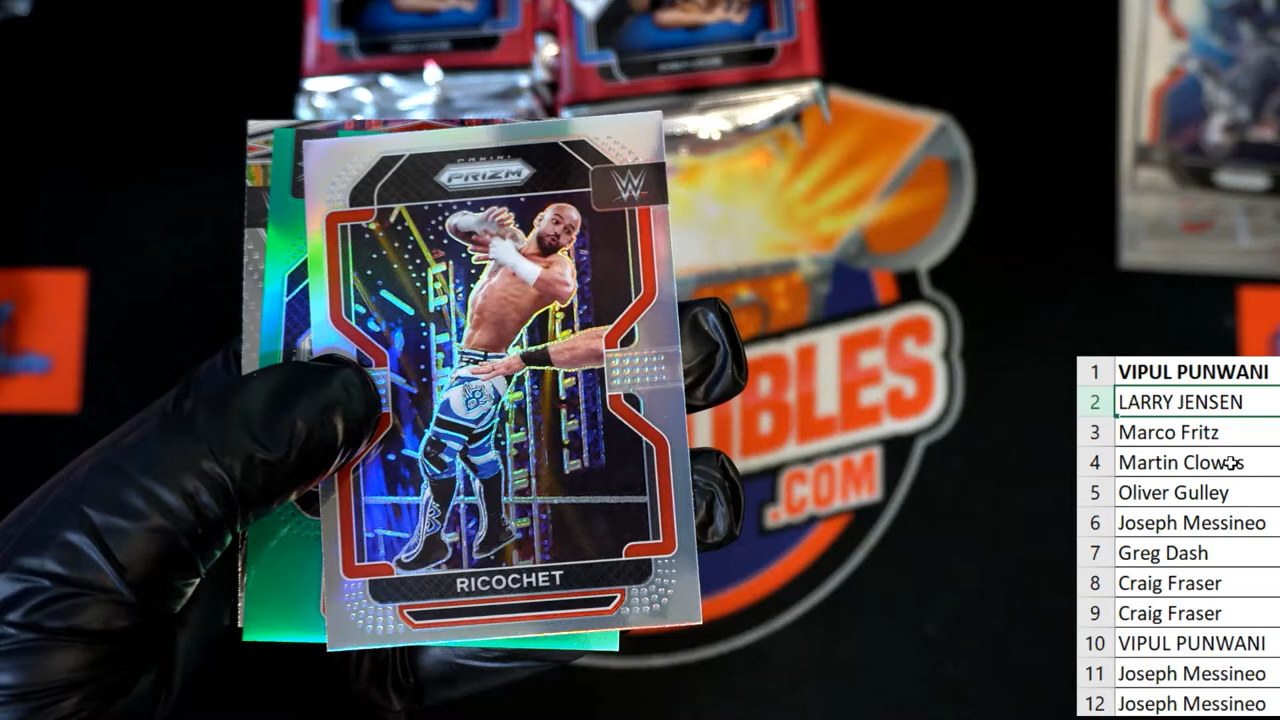 PANINI
PRIZM
W
RICOCHET
IBLES
.COM
1 VIPUL PUNWANI
2 LARRY JENSEN
3 Marco Fritz
4 Martin Clowes
5 Oliver Gulley
6 Joseph Messineo
7 Greg Dash
8 Craig Fraser
9 Craig Fraser
10 VIPUL PUNWANI
11 Joseph Messineo
12 Joseph Messineo